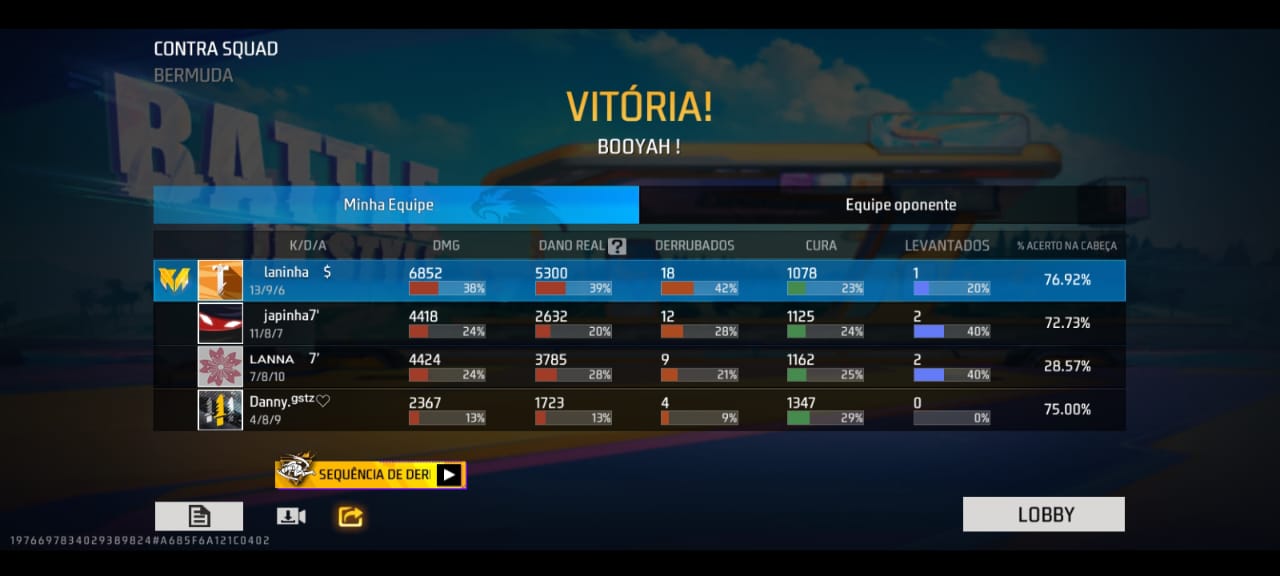 CONTRA SQUAD
BERMUDA
BATTLE
VITÓRIA!
BOOYAH !
Minha Equipe Equipe oponente
K/D/A DMG DANO REAL ? DERRUBADOS CURA LEVANTADOS % ACERTO NA CABEÇA
laninha $ 6852 5300 18 1078 1 76.92%
13/9/6 38% 39% 42% 23% 20%
japinha7' 4418 2632 12 1125 2 72.73%
11/8/7 24% 20% 28% 24% 40%
LANNA 7' 4424 3785 9 1162 2 28.57%
7/8/10 24% 28% 21% 25% 40%
Danny.gstz♡ 2367 1723 4 1347 0 75.00%
4/8/9 13% 13% 9% 29% 0%
SEQUÊNCIA DE DER
LOBBY
1976697834029389824#A685F6A121C0402